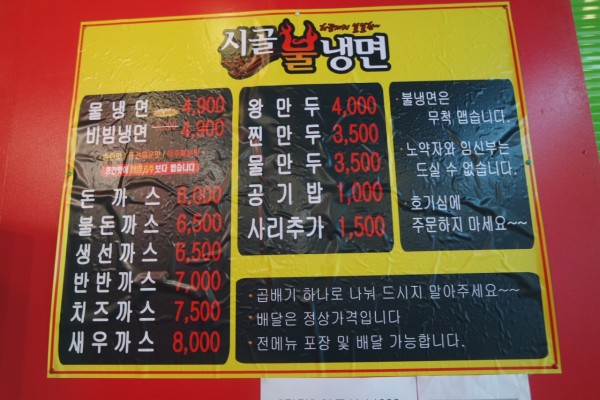 시골불냉면
물냉면 4,900
비빔냉면 4,900
돈까스 6,000
불돈까스 6,500
생선까스 6,500
반반까스 7,000
치즈까스 7,500
새우까스 8,000
왕만두 4,000
찐만두 3,500
물만두 3,500
공기밥 1,000
사리추가 1,500
·불냉면은
무척 맵습니다.
·노약자와 임신부는
드실 수 없습니다.
·호기심에
주문하지 마세요~~
·곱배기 하나로 나눠 드시지 말아주세요~~
·배달은 정상가격입니다
·전메뉴 포장 및 배달 가능합니다.